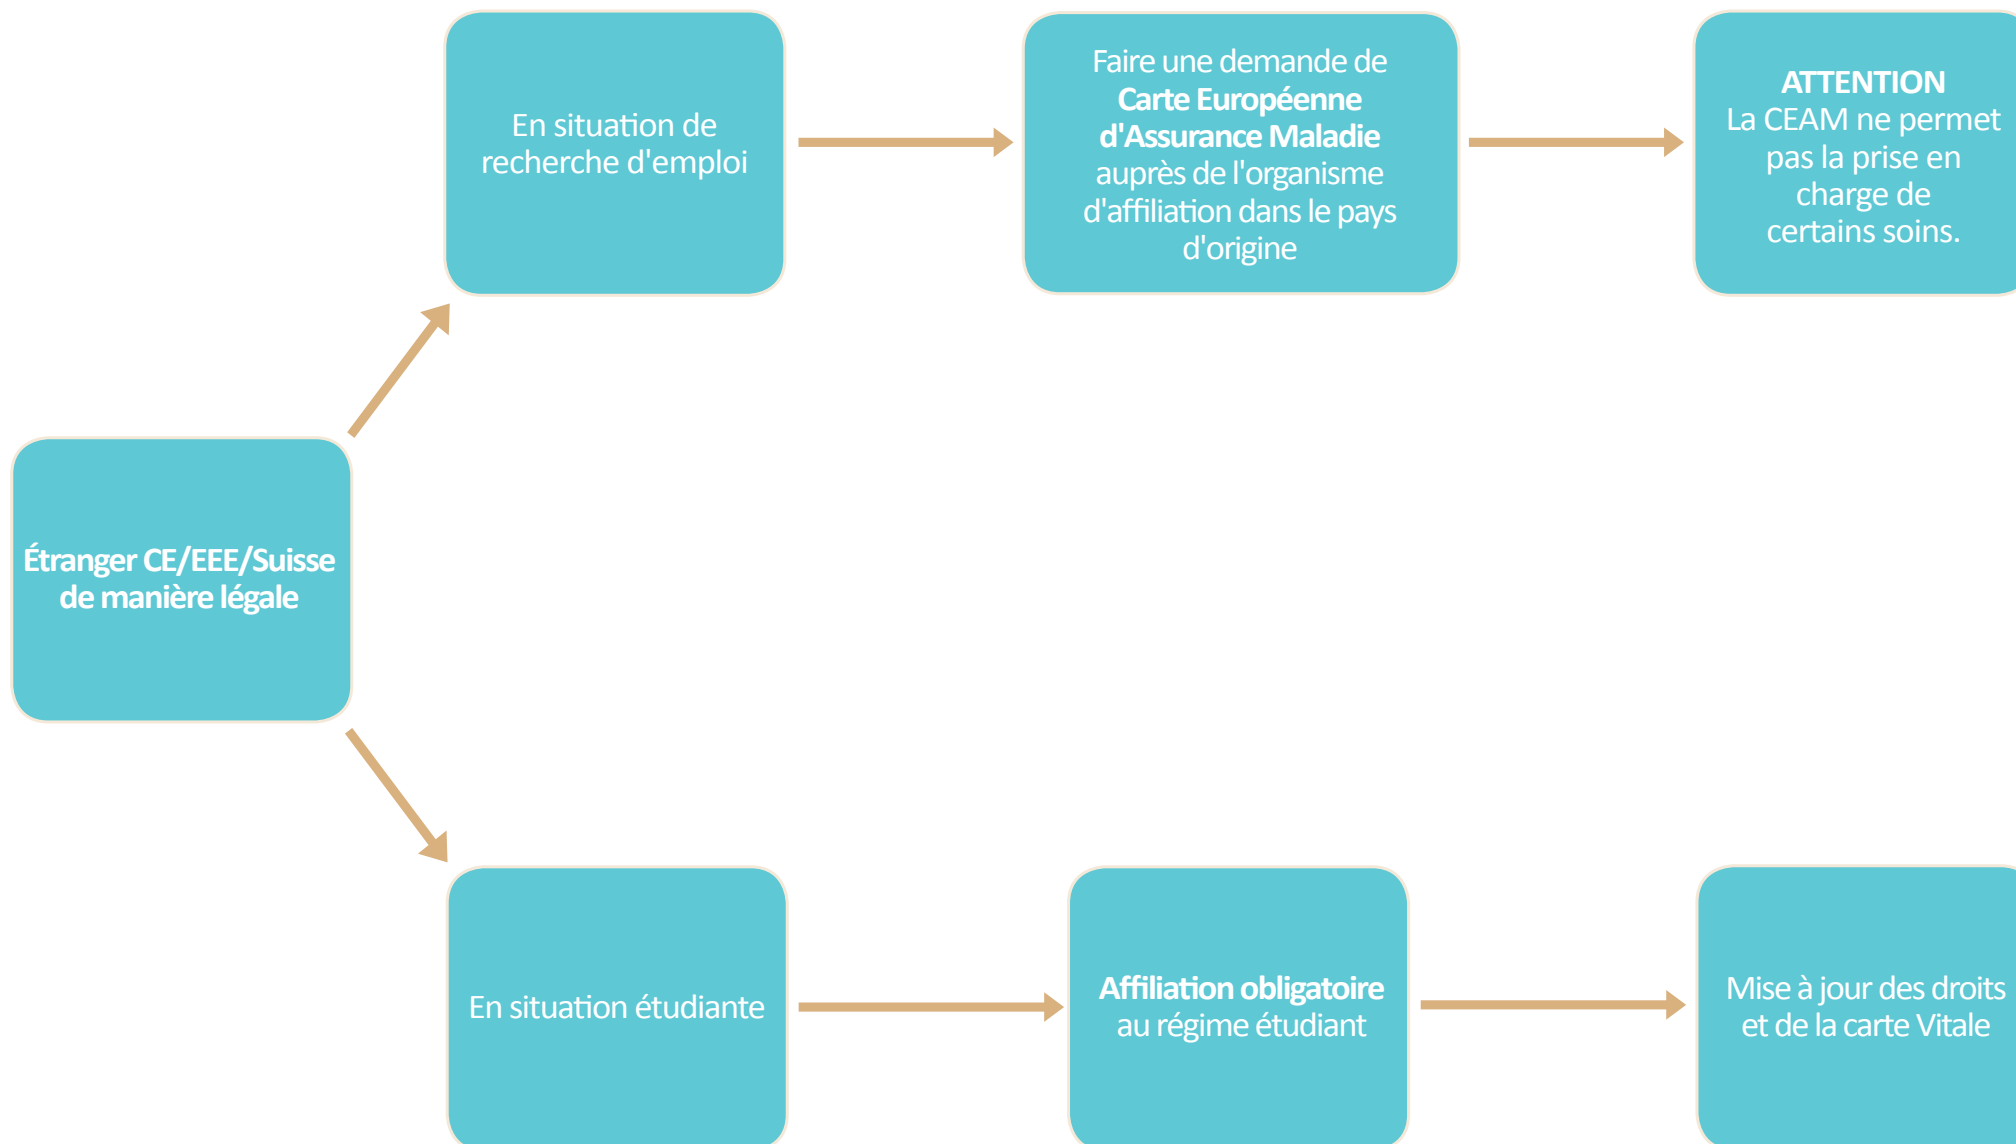 En situation de
recherche d'emploi
Faire une demande de
Carte Européenne
d'Assurance Maladie
auprès de l'organisme
d'affiliation dans le pays
d'origine
ATTENTION
La CEAM ne permet
pas la prise en
charge de
certains soins.
Étranger CE/EEE/Suisse
de manière légale
En situation étudiante
Affiliation obligatoire
au régime étudiant
Mise à jour des droits
et de la carte Vitale